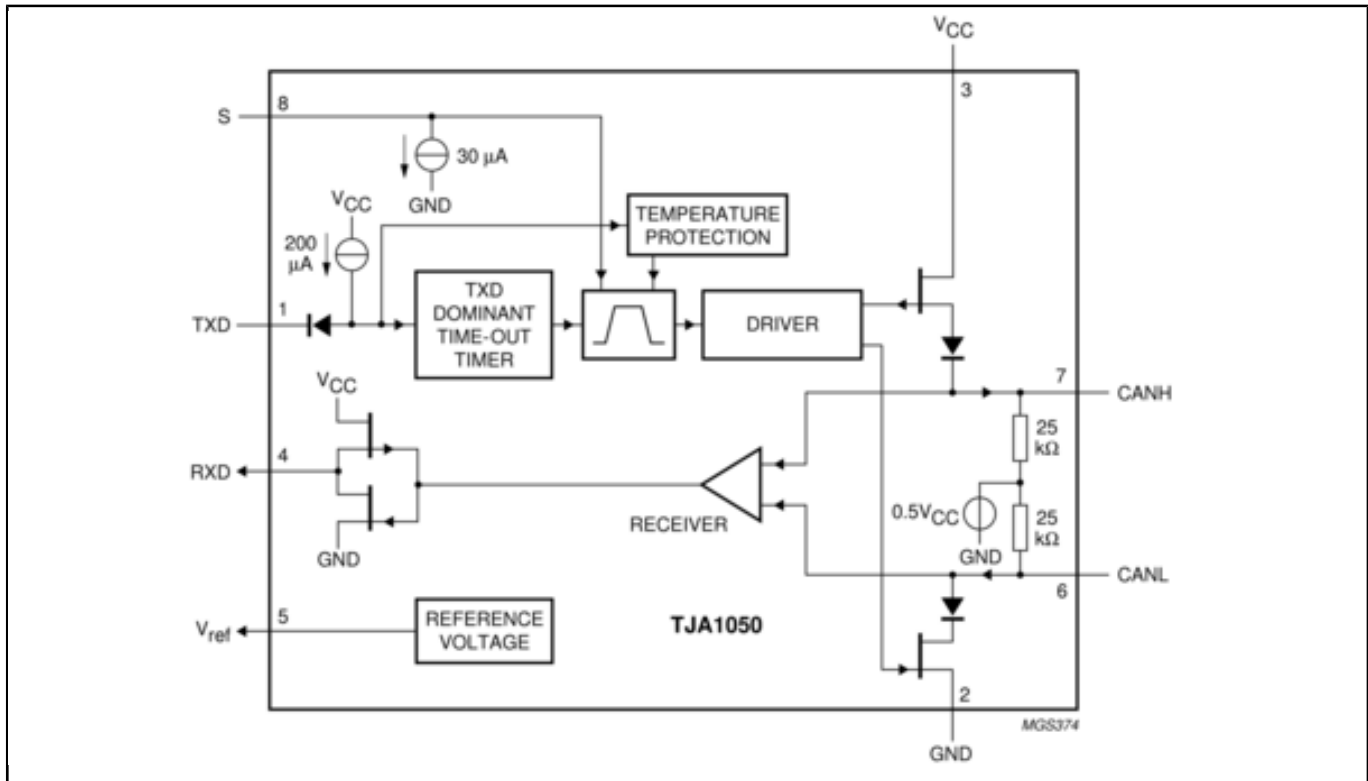 VCC
3
8
S
30 µA
GND
VCC
200
µA
TEMPERATURE
PROTECTION
1
TXD
TXD
DOMINANT
TIME-OUT
TIMER
DRIVER
7
CANH
25
kΩ
VCC
4
RXD
GND
RECEIVER
0.5VCC
GND
25
kΩ
CANL
6
5
Vref
REFERENCE
VOLTAGE
TJA1050
2
MGS374
GND